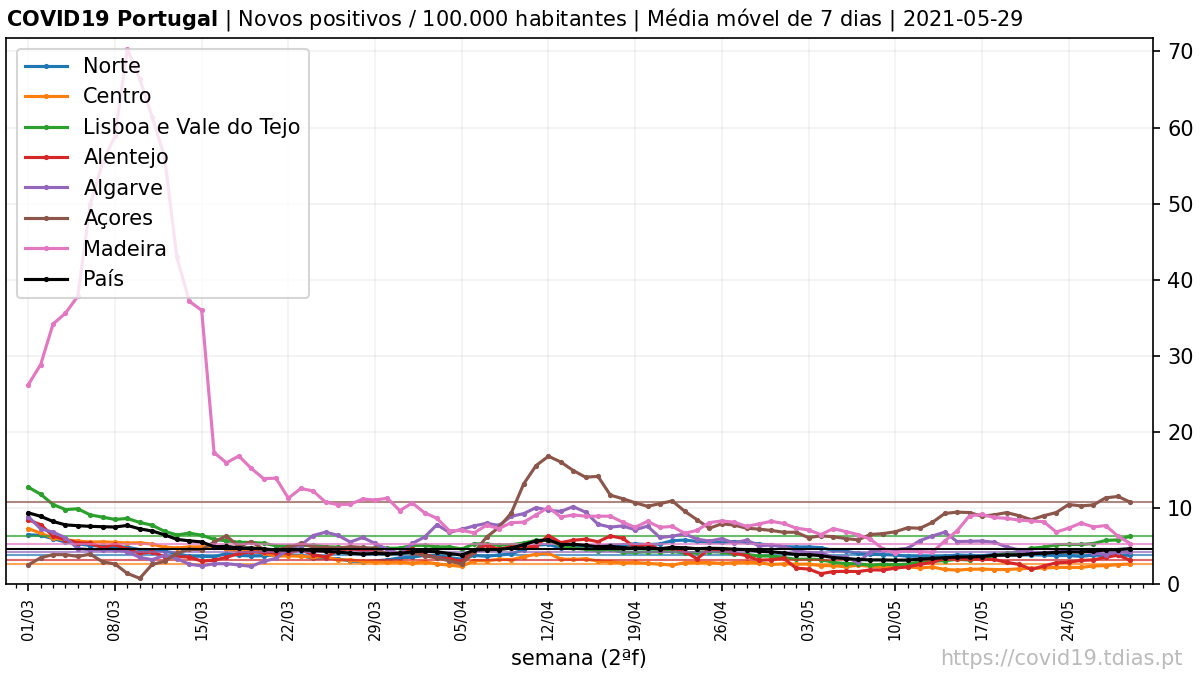 COVID19 Portugal | Novos positivos / 100.000 habitantes | Média móvel de 7 dias | 2021-05-29
Norte
Centro
Lisboa e Vale do Tejo
Alentejo
Algarve
Açores
Madeira
País
70
60
50
40
30
20
10
0
01/03
08/03
15/03
22/03
29/03
05/04
12/04
19/04
26/04
03/05
10/05
17/05
24/05
semana (2ªf)
https://covid19.tdias.pt